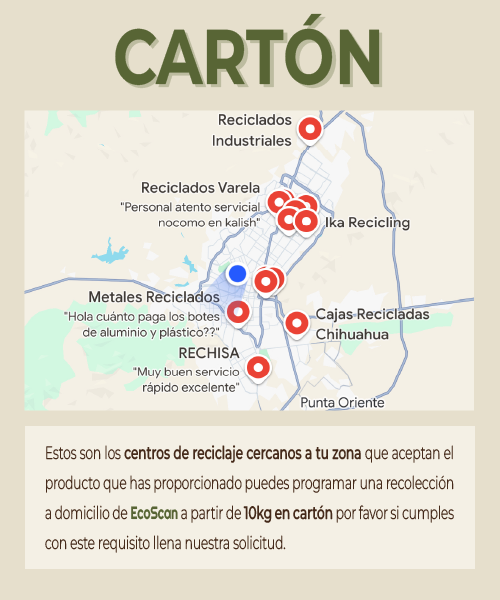 CARTÓN
Reciclados
Industriales
Reciclados Varela
"Personal atento servicial
nocomo en kalish"
Ika Recicling
Metales Reciclados
"Hola cuánto paga los botes
de aluminio y plástico??"
Cajas Recicladas
Chihuahua
RECHISA
"Muy buen servicio
rápido excelente"
Punta Oriente
Estos son los centros de reciclaje cercanos a tu zona que aceptan el
producto que has proporcionado puedes programar una recolección
a domicilio de EcoScan a partir de 10kg en cartón por favor si cumples
con este requisito llena nuestra solicitud.